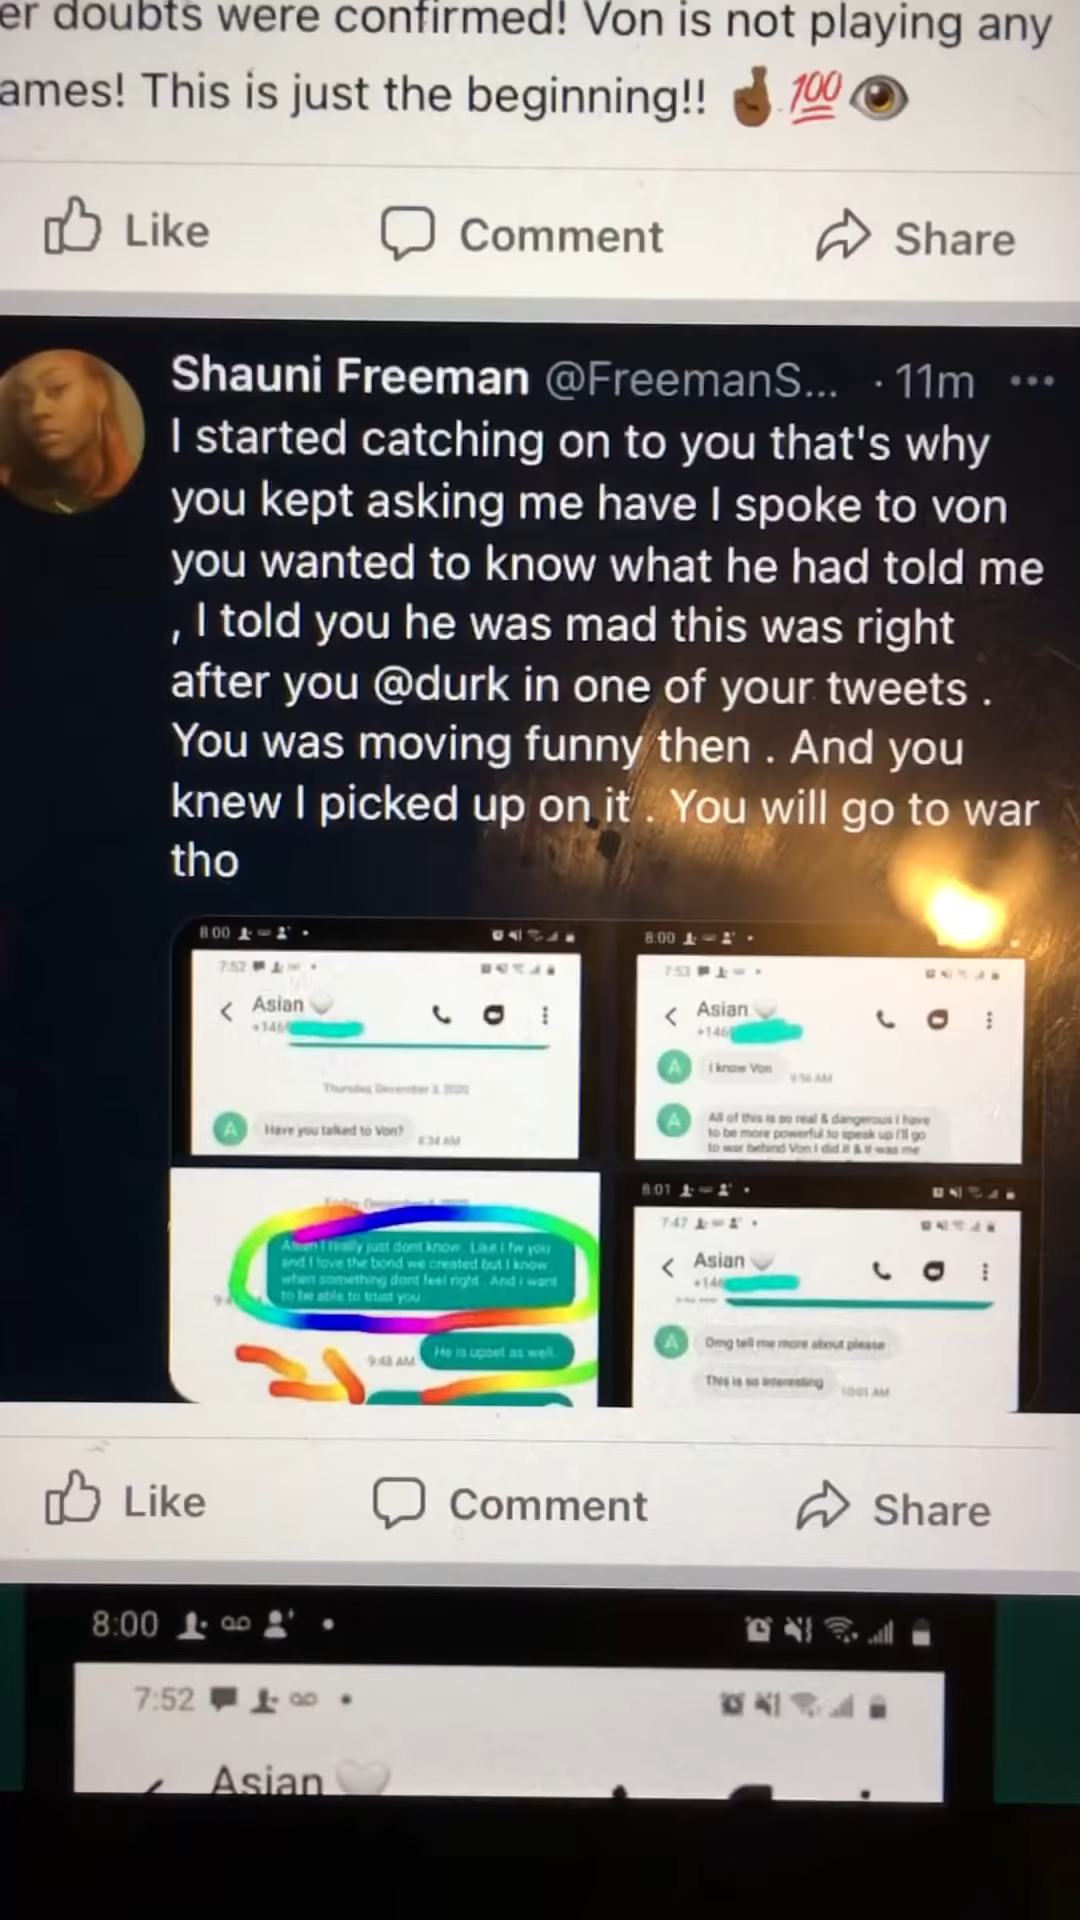 er doubts were confirmed! Von is not playing any
ames! This is just the beginning!! 🤞🏾💯👁️
Like Comment Share
Shauni Freeman @FreemanS... · 11m
I started catching on to you that's why
you kept asking me have I spoke to von
you wanted to know what he had told me
, I told you he was mad this was right
after you @durk in one of your tweets .
You was moving funny then . And you
knew I picked up on it . You will go to war
tho
8:00
7:52
Asian 🤍
+146
Thursday, December 3, 2020
A
Have you talked to Von?
8:34 AM
8:00
7:53
Asian 🤍
+146
A
I know Von
9:56 AM
A
All of this is so real & dangerous I have
to be more powerful to speak up I'll go
to war behind Von I did it & it was me
I really just dont know. Like I fw you
and I love the bond we created but I know
when something dont feel right. And i want
to be able to trust you.
9:48 AM
He is upset as well.
8:01
7:47
Asian 🤍
+146
A
Omg tell me more about please
This is so interesting
10:01 AM
Like Comment Share
8:00
7:52
Asian 🤍